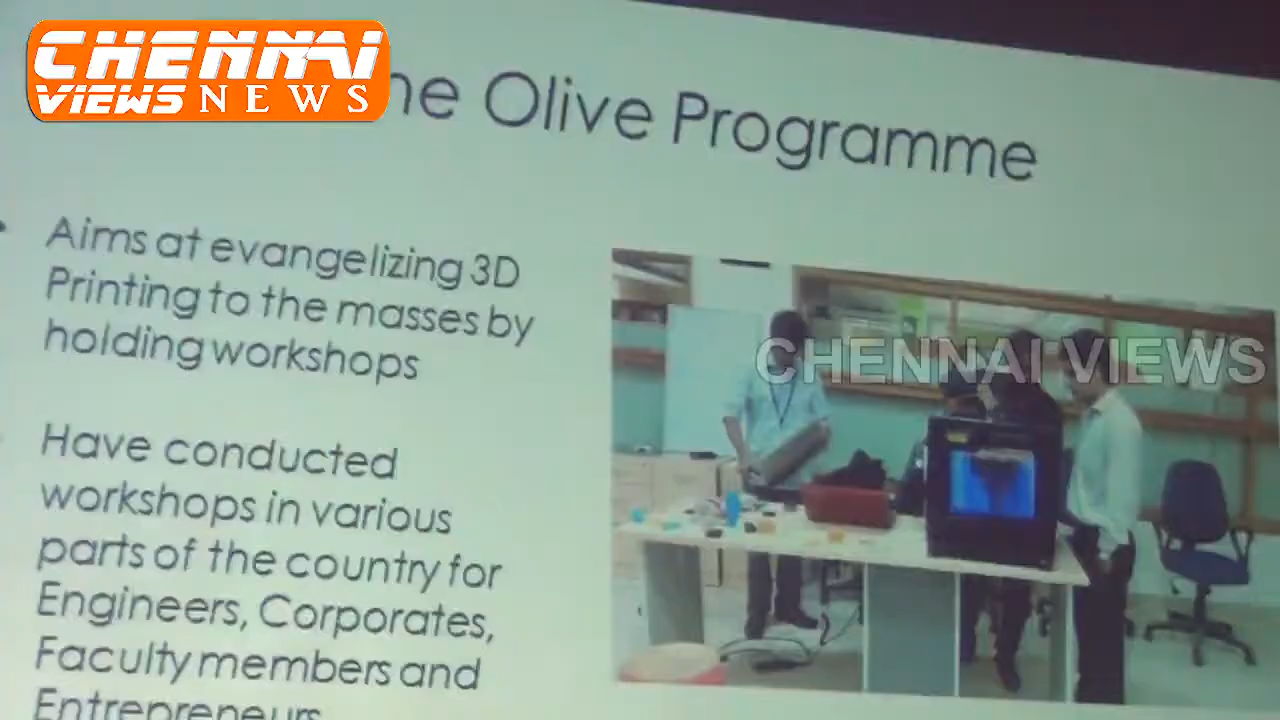 CHENNAI
VIEWS NEWS
he Olive Programme
• Aims at evangelizing 3D
Printing to the masses by
holding workshops
CHENNAI VIEWS
Have conducted
workshops in various
parts of the country for
Engineers, Corporates,
Faculty members and
Entrepreneurs